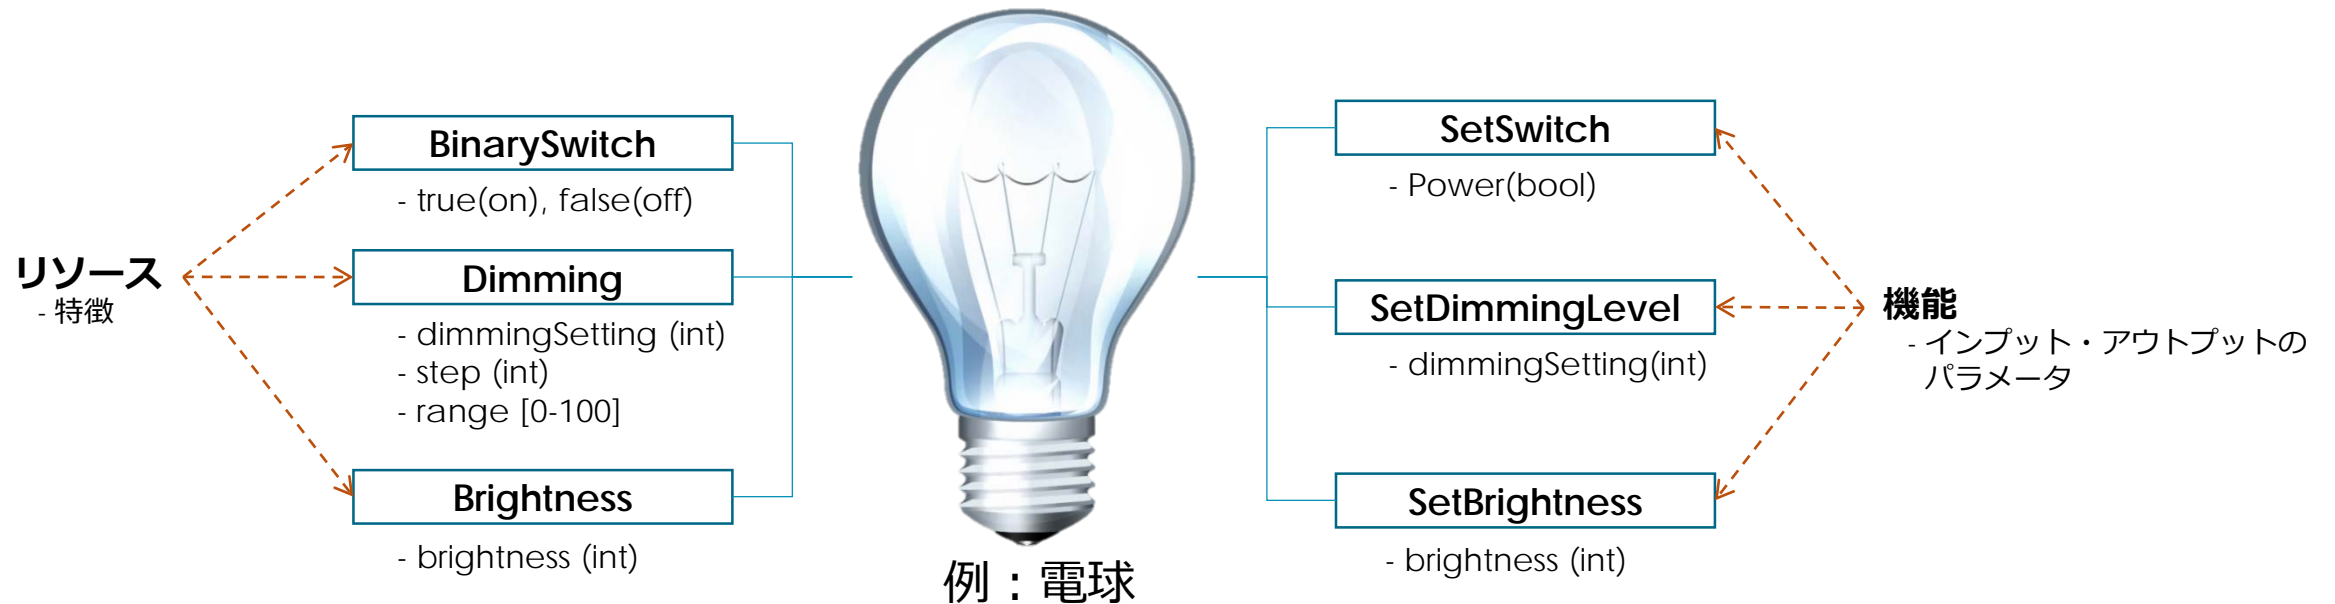 リソース
- 特徴
BinarySwitch
- true(on), false(off)
Dimming
- dimmingSetting (int)
- step (int)
- range [0-100]
Brightness
- brightness (int)
例：電球
SetSwitch
- Power(bool)
SetDimmingLevel
- dimmingSetting(int)
SetBrightness
- brightness (int)
機能
- インプット・アウトプットの
パラメータ